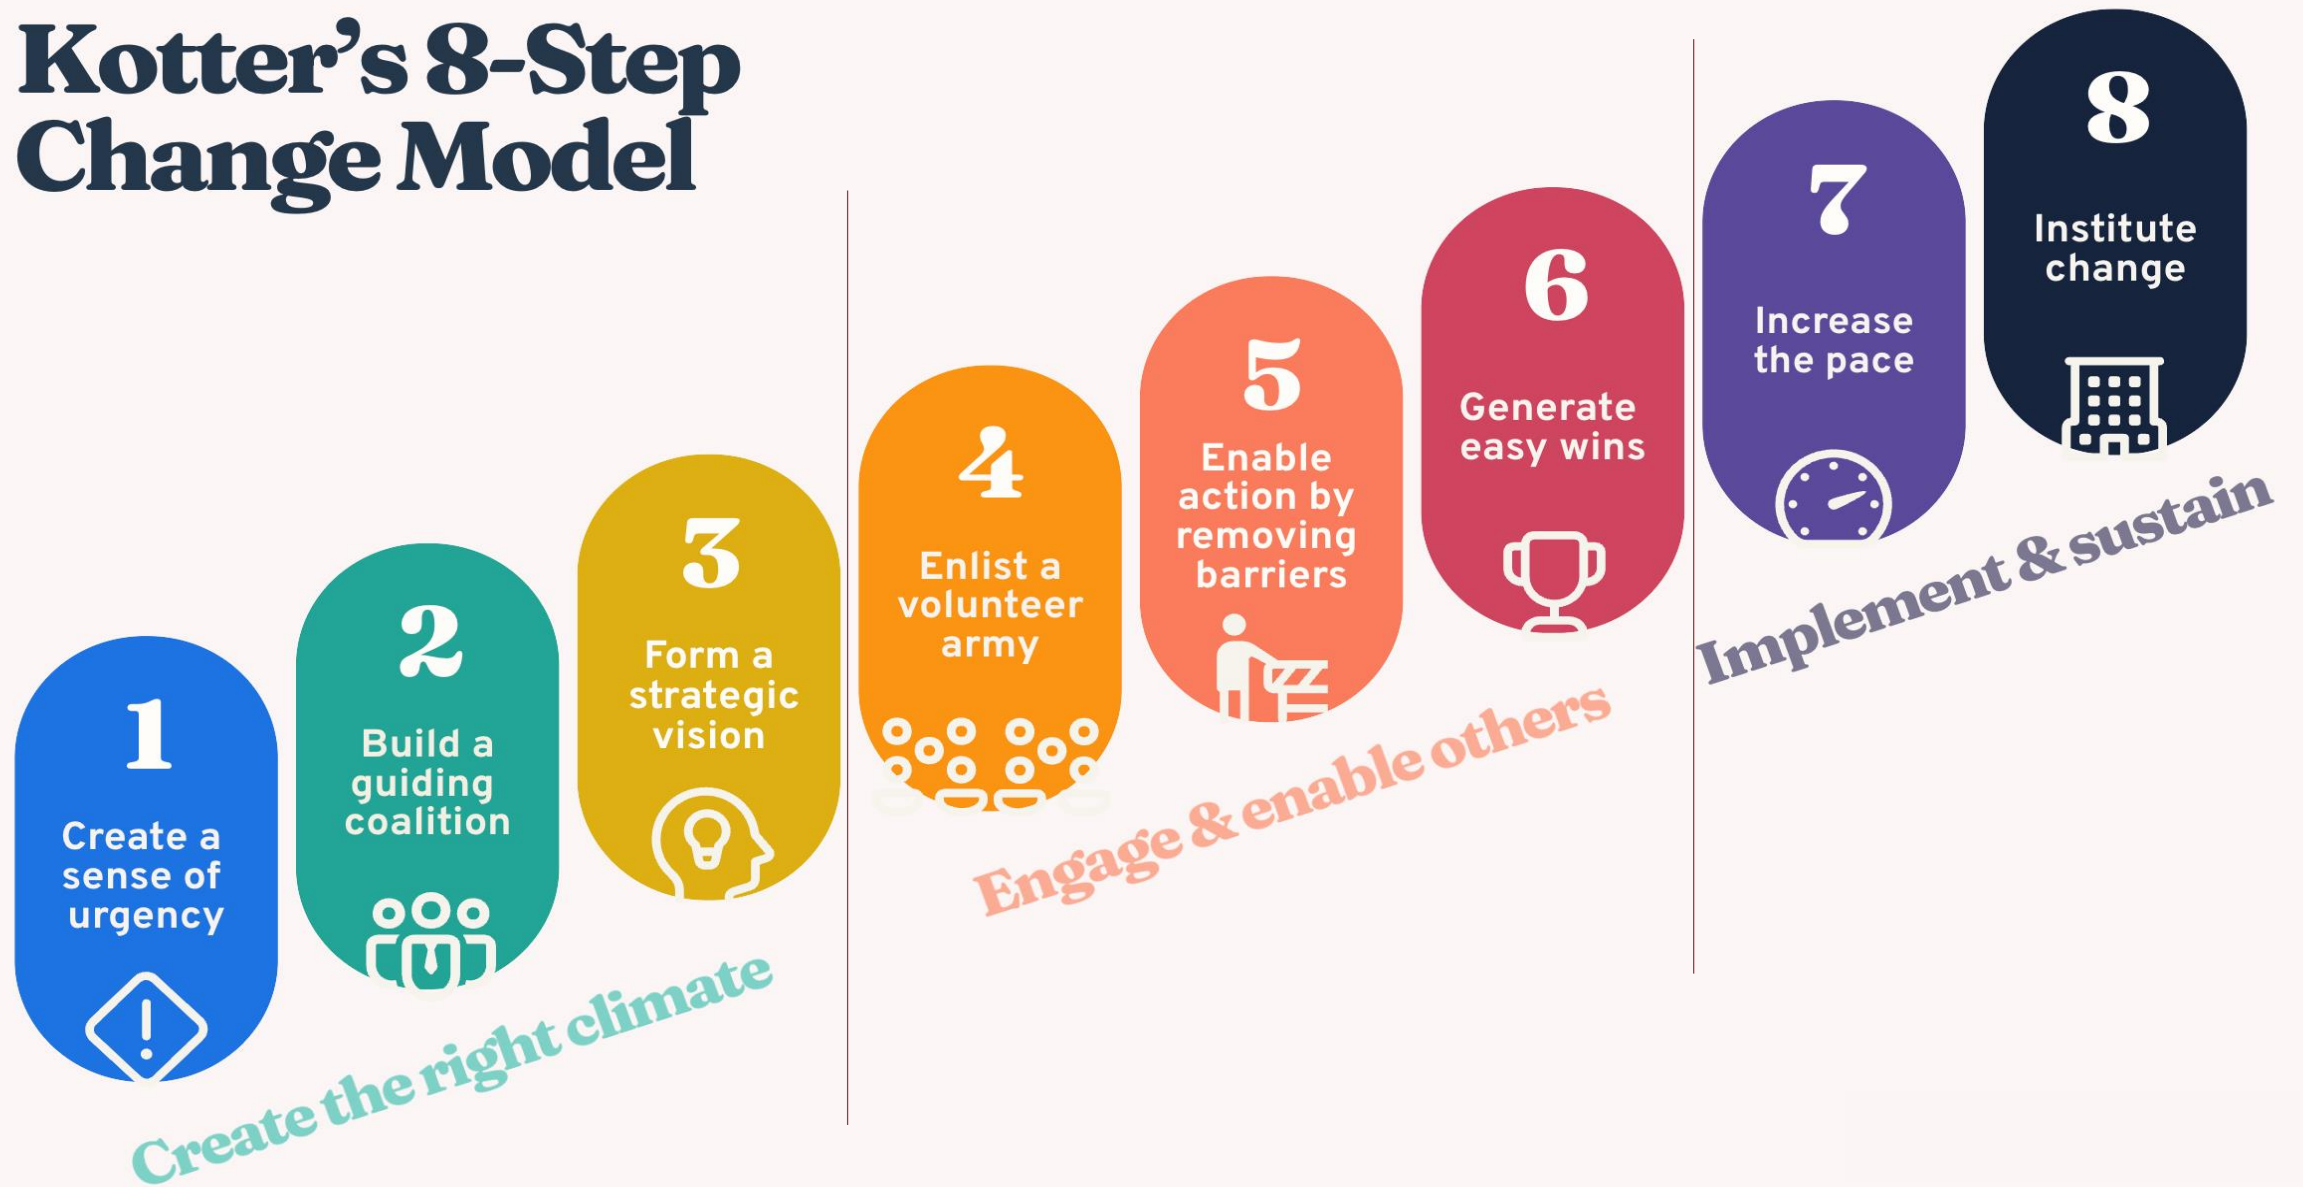 Kotter's 8-Step
Change Model
1
Create a
sense of
urgency
2
Build a
guiding
coalition
3
Form a
strategic
vision
Create the right climate
4
Enlist a
volunteer
army
5
Enable
action by
removing
barriers
6
Generate
easy wins
Engage & enable others
7
Increase
the pace
8
Institute
change
Implement & sustain